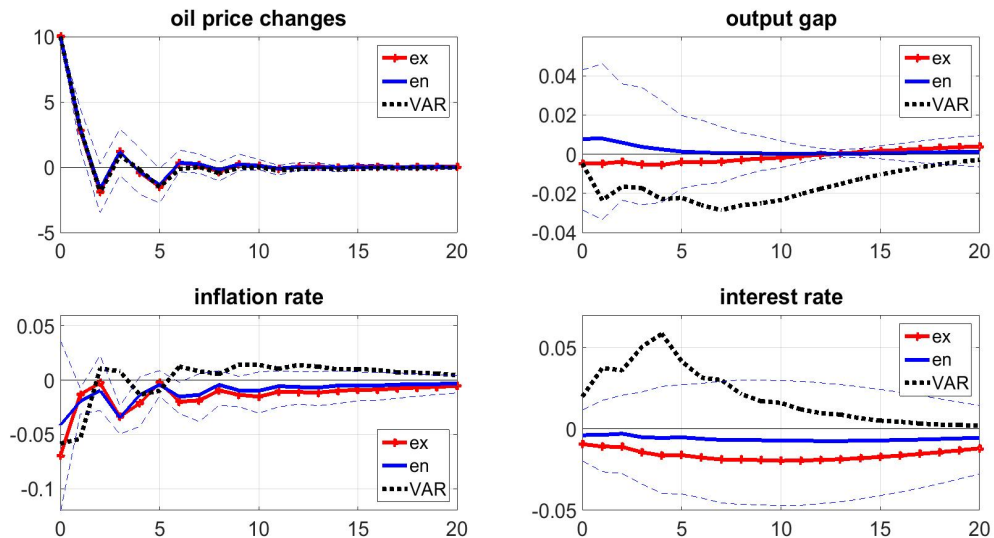 oil price changes
10
5
0
-5
0 5 10 15 20
ex
en
VAR
output gap
0.04
0.02
0
-0.02
-0.04
0 5 10 15 20
ex
en
VAR
inflation rate
0.05
0
-0.05
-0.1
0 5 10 15 20
ex
en
VAR
interest rate
0.05
0
-0.05
0 5 10 15 20
ex
en
VAR